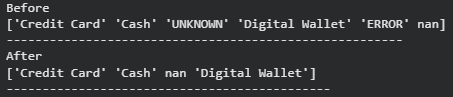 Before
['Credit Card' 'Cash' 'UNKNOWN' 'Digital Wallet' 'ERROR' nan]
-------------------------------------------------------
After
['Credit Card' 'Cash' nan 'Digital Wallet']
---------------------------------------------